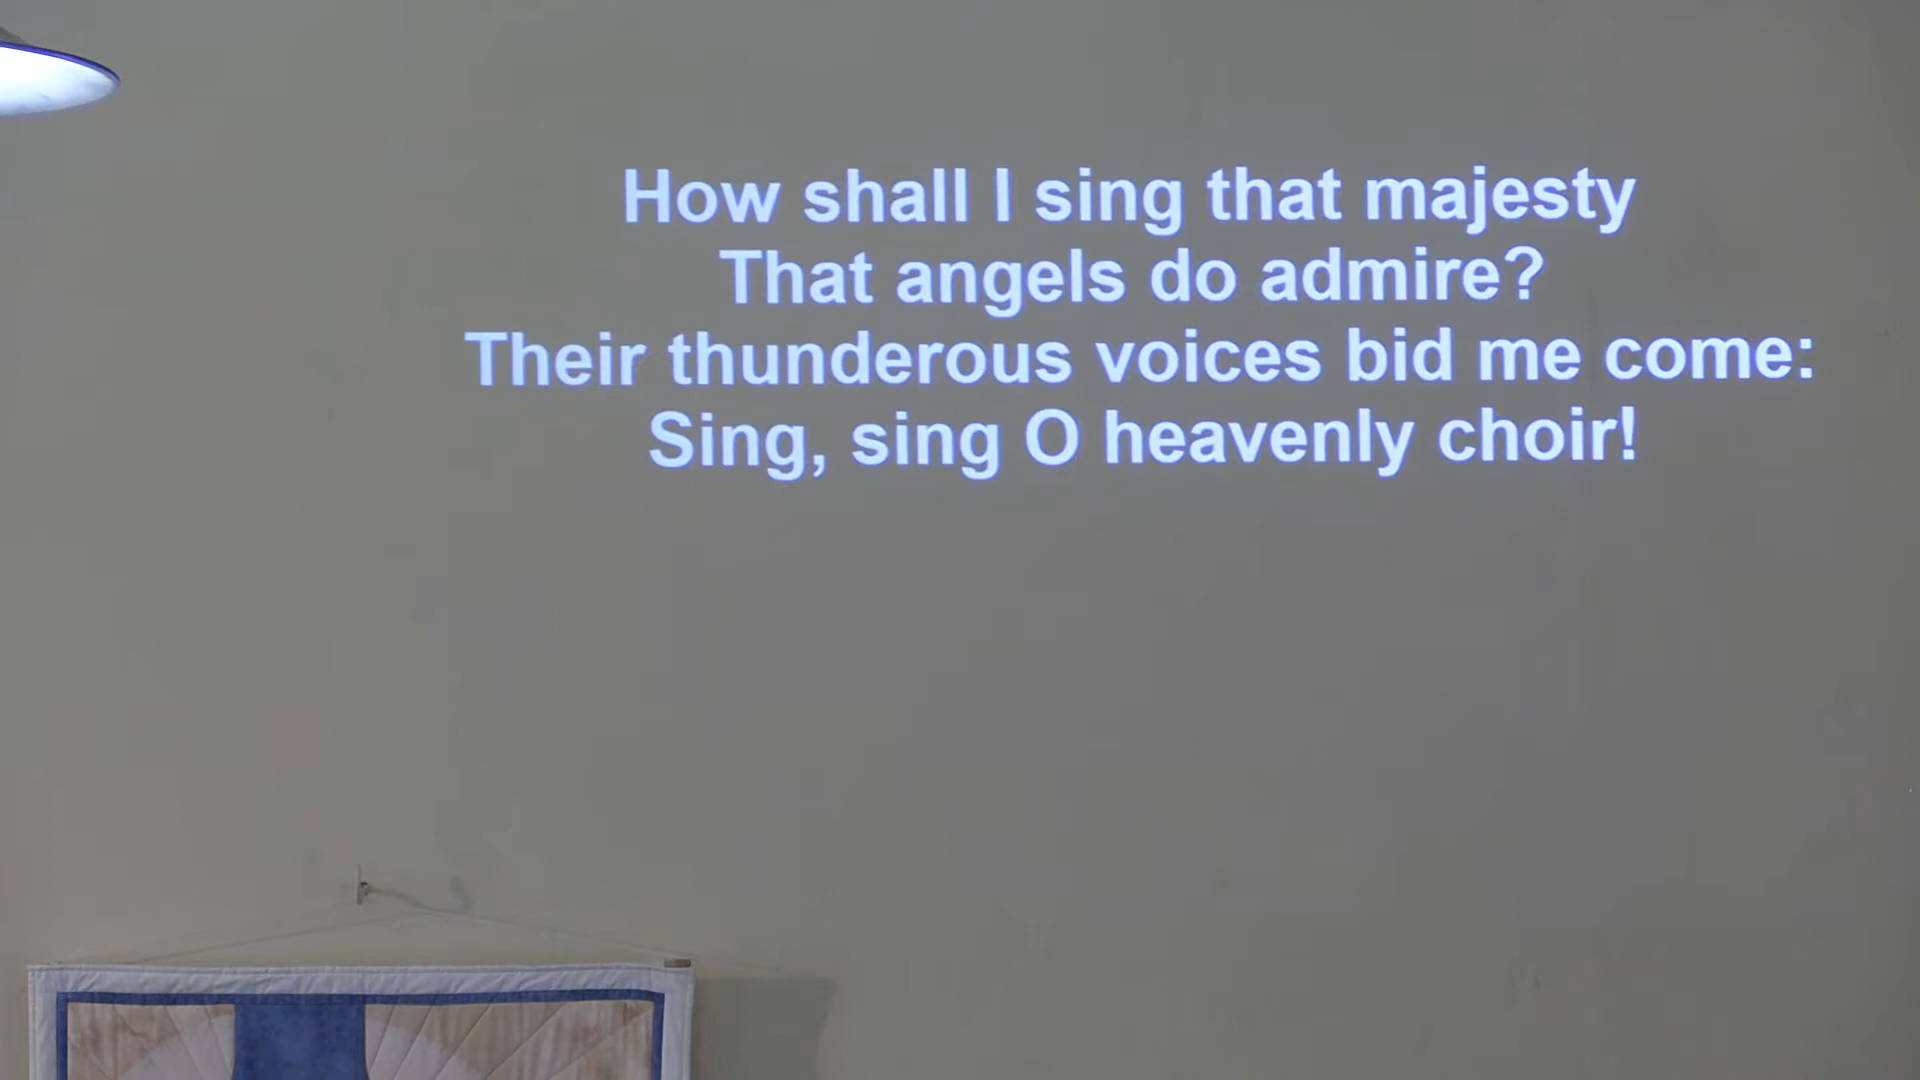 How shall I sing that majesty
That angels do admire?
Their thunderous voices bid me come:
Sing, sing O heavenly choir!